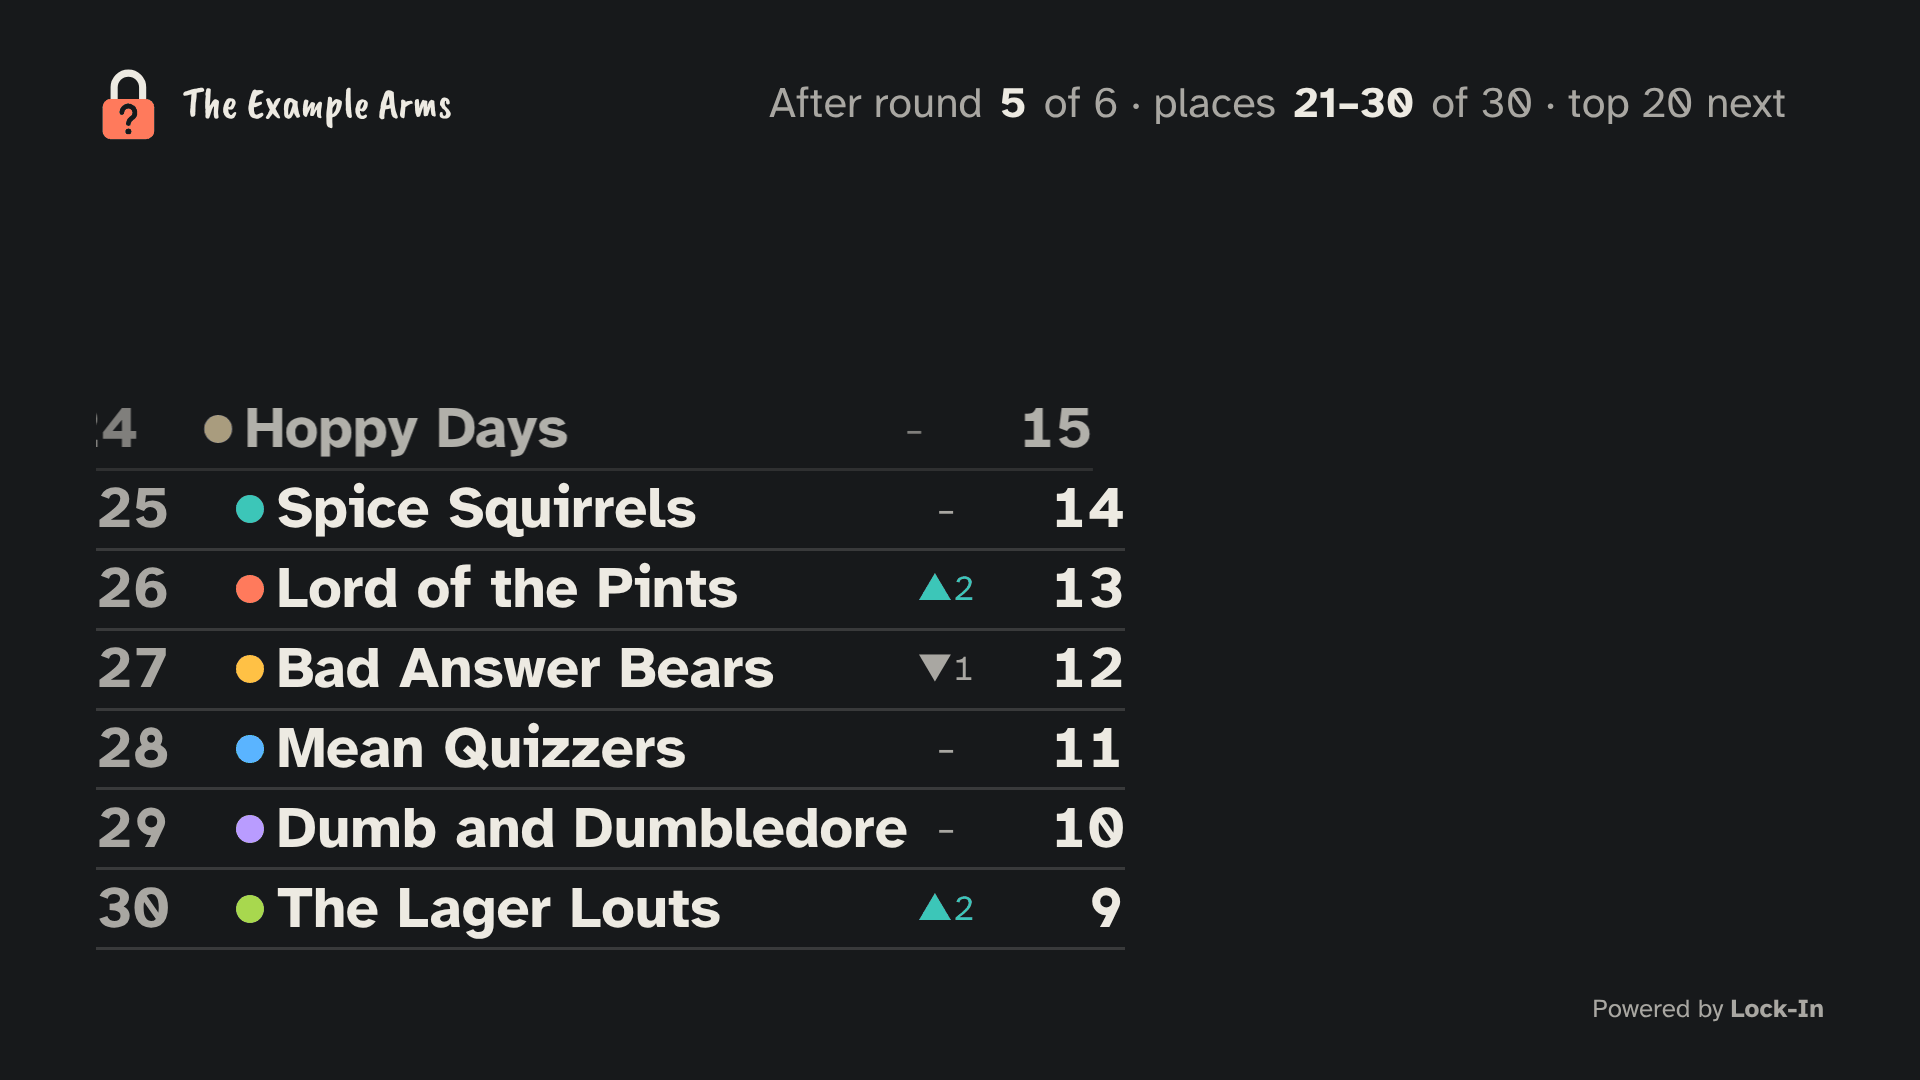 The Example Arms
After round 5 of 6 · places 21–30 of 30 · top 20 next
24 Hoppy Days - 15
25 Spice Squirrels - 14
26 Lord of the Pints ▲2 13
27 Bad Answer Bears ▼1 12
28 Mean Quizzers - 11
29 Dumb and Dumbledore - 10
30 The Lager Louts ▲2 9
Powered by Lock-In